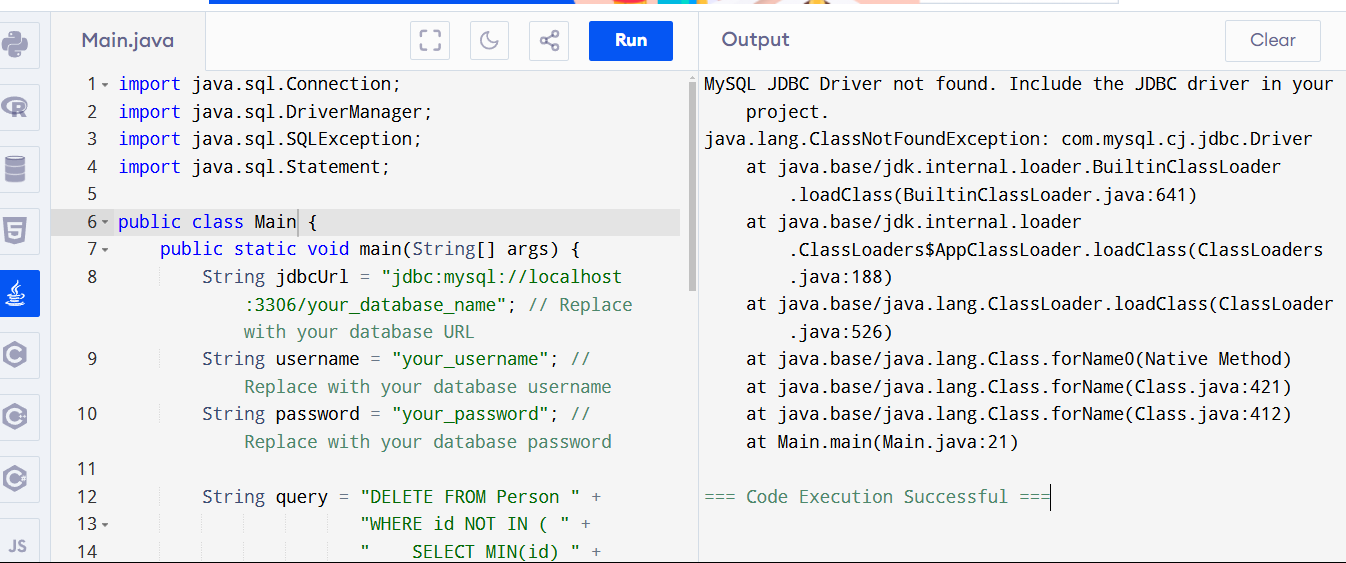 Main.java
Run
Output
Clear
1 import java.sql.Connection;
2 import java.sql.DriverManager;
3 import java.sql.SQLException;
4 import java.sql.Statement;
5
6 public class Main {
7 public static void main(String[] args) {
8 String jdbcUrl = "jdbc:mysql://localhost
:3306/your_database_name"; // Replace
with your database URL
9 String username = "your_username"; //
Replace with your database username
10 String password = "your_password"; //
Replace with your database password
11
12 String query = "DELETE FROM Person " +
13 "WHERE id NOT IN ( " +
14 "    SELECT MIN(id) " +
MySQL JDBC Driver not found. Include the JDBC driver in your
project.
java.lang.ClassNotFoundException: com.mysql.cj.jdbc.Driver
at java.base/jdk.internal.loader.BuiltinClassLoader
.loadClass(BuiltinClassLoader.java:641)
at java.base/jdk.internal.loader
.ClassLoaders$AppClassLoader.loadClass(ClassLoaders
.java:188)
at java.base/java.lang.ClassLoader.loadClass(ClassLoader
.java:526)
at java.base/java.lang.Class.forName0(Native Method)
at java.base/java.lang.Class.forName(Class.java:421)
at java.base/java.lang.Class.forName(Class.java:412)
at Main.main(Main.java:21)
=== Code Execution Successful ===
R
5
C
C
C
JS